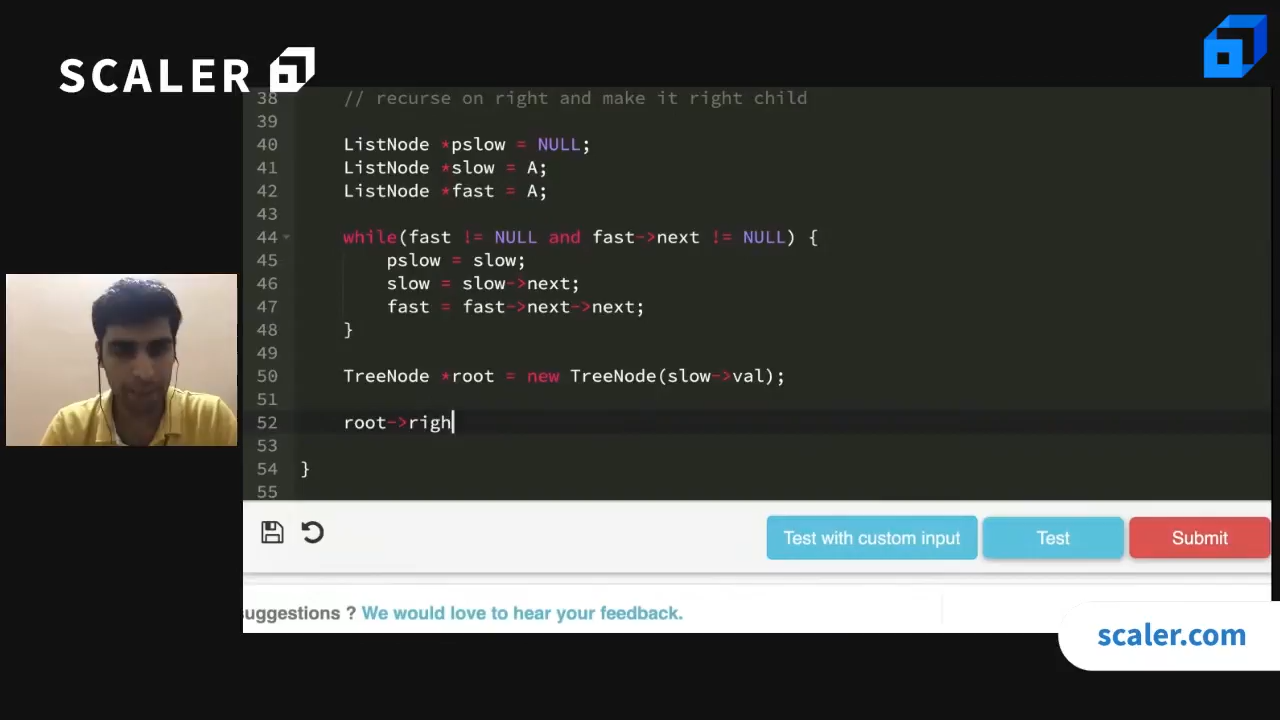 SCALER
38 // recurse on right and make it right child
39
40 ListNode *pslow = NULL;
41 ListNode *slow = A;
42 ListNode *fast = A;
43
44 while(fast != NULL and fast->next != NULL) {
45 pslow = slow;
46 slow = slow->next;
47 fast = fast->next->next;
48 }
49
50 TreeNode *root = new TreeNode(slow->val);
51
52 root->righ
53
54 }
55
Test with custom input
Test
Submit
uggestions ? We would love to hear your feedback.
scaler.com